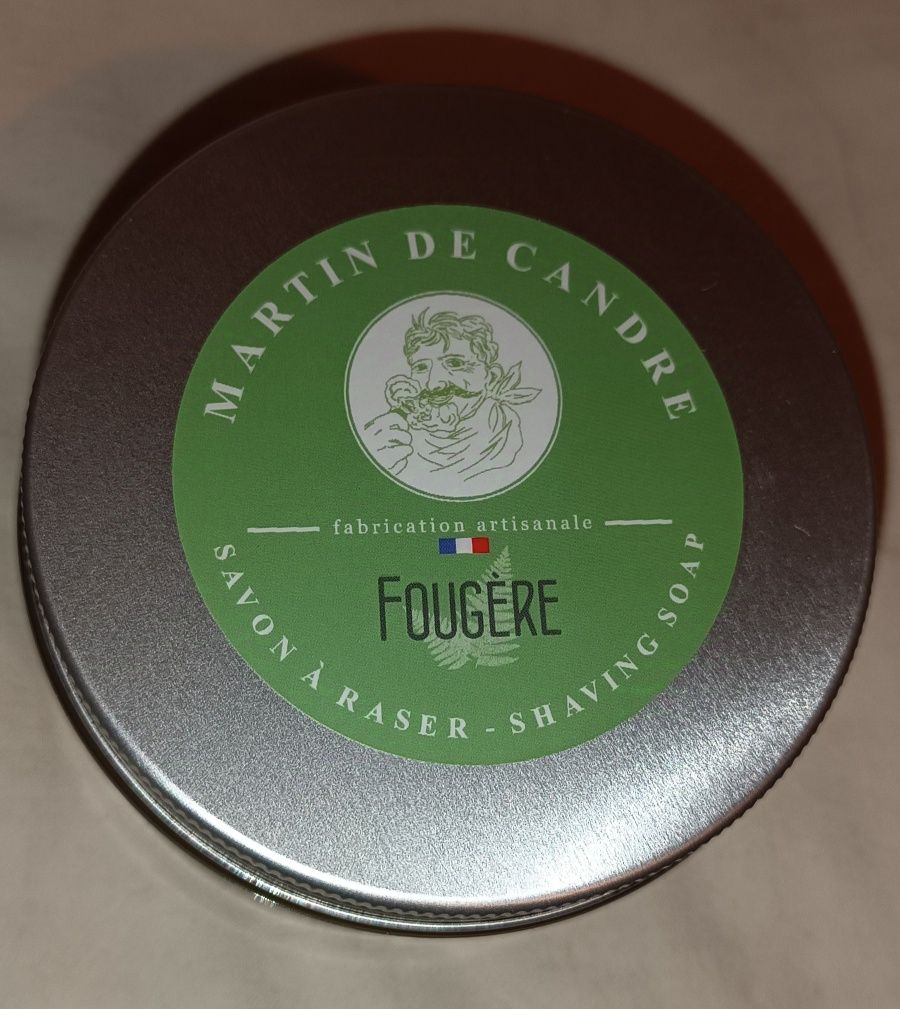 MARTIN DE CANDRE
fabrication artisanale
FOUGÈRE
SAVON À RASER - SHAVING SOAP